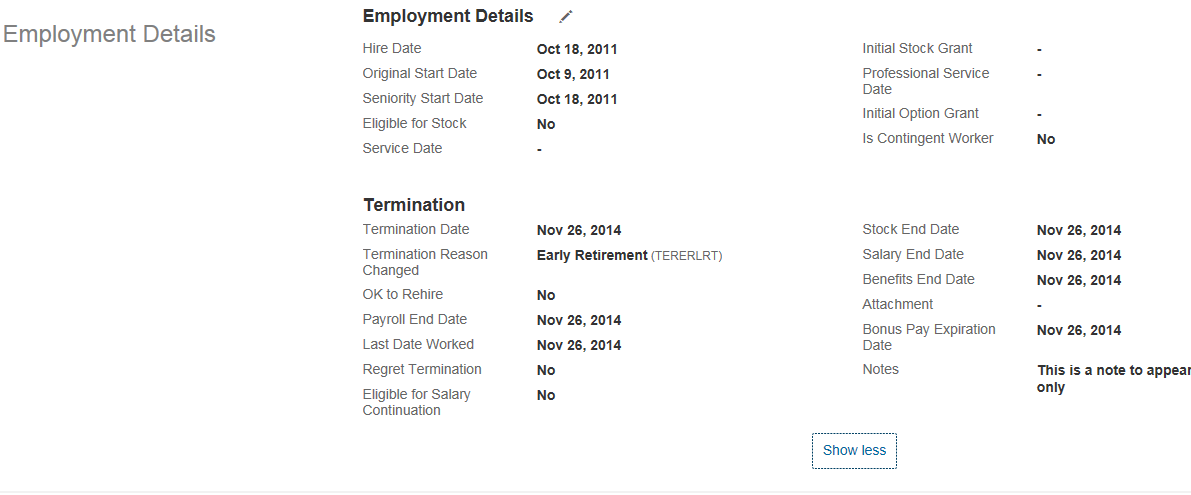 Employment Details
Employment Details
Hire Date Oct 18, 2011
Original Start Date Oct 9, 2011
Seniority Start Date Oct 18, 2011
Eligible for Stock No
Service Date -
Initial Stock Grant -
Professional Service -
Date
Initial Option Grant -
Is Contingent Worker No
Termination
Termination Date Nov 26, 2014
Termination Reason Early Retirement (TERERLRT)
Changed
OK to Rehire No
Payroll End Date Nov 26, 2014
Last Date Worked Nov 26, 2014
Regret Termination No
Eligible for Salary No
Continuation
Stock End Date Nov 26, 2014
Salary End Date Nov 26, 2014
Benefits End Date Nov 26, 2014
Attachment -
Bonus Pay Expiration Nov 26, 2014
Date
Notes This is a note to appear
only
Show less